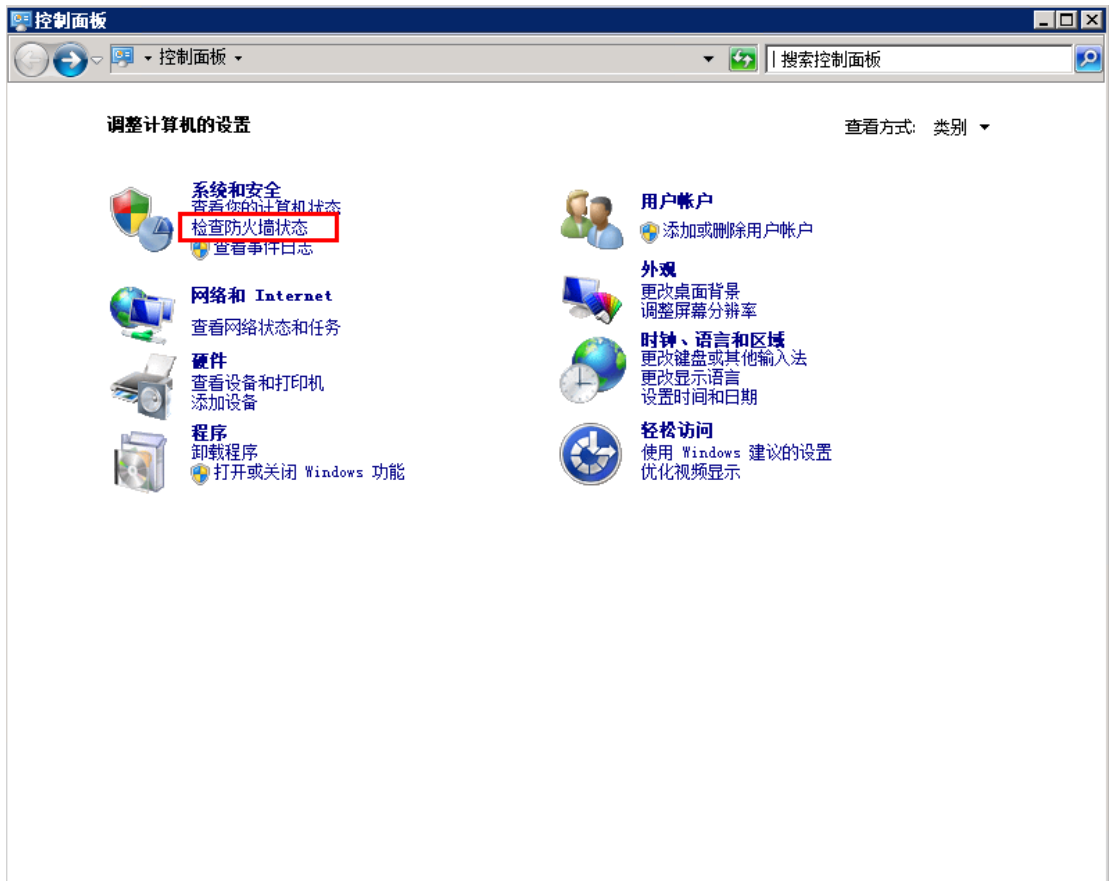 控制面板
控制面板
搜索控制面板
调整计算机的设置
查看方式: 类别
系统和安全
查看您的计算机状态
检查防火墙状态
查看事件日志
网络和 Internet
查看网络状态和任务
硬件
查看设备和打印机
添加设备
程序
卸载程序
打开或关闭 Windows 功能
用户帐户
添加或删除用户帐户
外观
更改桌面背景
调整屏幕分辨率
时钟、语言和区域
更改键盘或其他输入法
更改显示语言
设置时间和日期
轻松访问
使用 Windows 建议的设置
优化视频显示